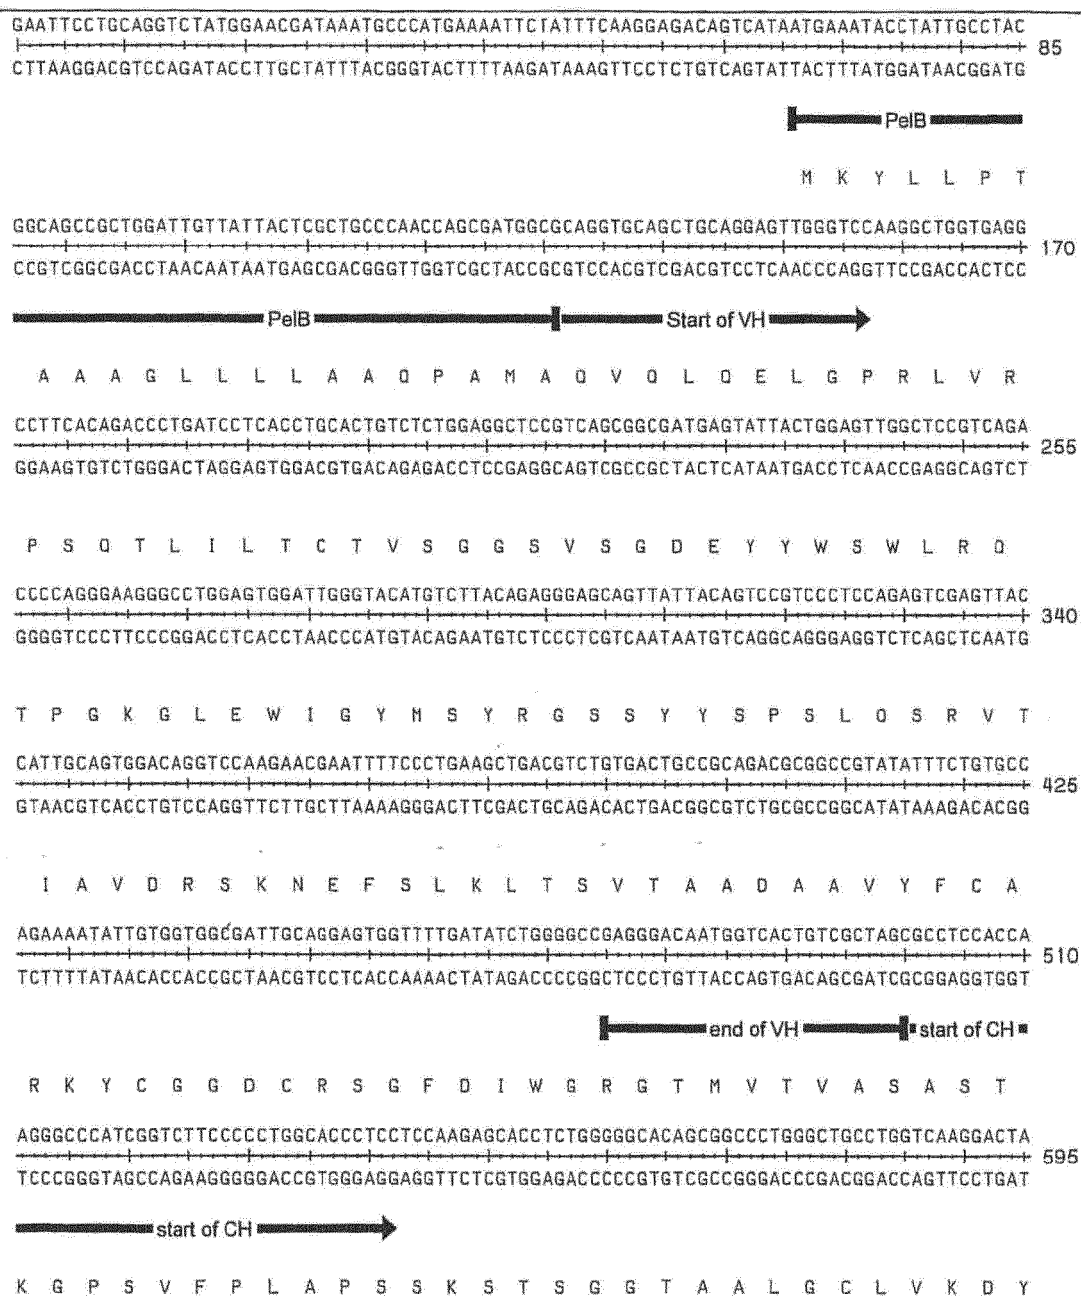 GAATTCCTGCAGGTCTATGGAACGATAAATGCCCATGAAAATTCTATTTCAAGGAGACAGTCATAATGAAATACCTATTGCCTAC
85
CTTAAGGACGTCCAGATACCTTGCTATTTACGGGTACTTTTAAGATAAAGTTCCTCTGTCAGTATTACTTTATGGATAACGGATG
PelB
M K Y L L P T
GGCAGCCGCTGGATTGTTATTACTCGCTGCCCAACCAGCGATGGCGCAGGTGCAGCTGCAGGAGTTGGGTCCAAGGCTGGTGAGG
170
CCGTCGGCGACCTAACAATAATGAGCGACGGGTTGGTCGCTACCGCGTCCACGTCGACGTCCTCAACCCAGGTTCCGACCACTCC
PelB Start of VH
A A A G L L L L A A Q P A M A Q V Q L Q E L G P R L V R
CCTTCACAGACCCTGATCCTCACCTGCACTGTCTCTGGAGGCTCCGTCAGCGGCGATGAGTATTACTGGAGTTGGCTCCGTCAGA
255
GGAAGTGTCTGGGACTAGGAGTGGACGTGACAGAGACCTCCGAGGCAGTCGCCGCTACTCATAATGACCTCAACCGAGGCAGTCT
P S Q T L I L T C T V S G G S V S G D E Y Y W S W L R Q
CCCCAGGGAAGGGCCTGGAGTGGATTGGGTACATGTCTTACAGAGGGAGCAGTTATTACAGTCCGTCCCTCCAGAGTCGAGTTAC
340
GGGGTCCCTTCCCGGACCTCACCTAACCCATGTACAGAATGTCTCCCTCGTCAATAATGTCAGGCAGGGAGGTCTCAGCTCAATG
T P G K G L E W I G Y M S Y R G S S Y Y S P S L Q S R V T
CATTGCAGTGGACAGGTCCAAGAACGAATTTTCCCTGAAGCTGACGTCTGTGACTGCCGCAGACGCGGCCGTATATTTCTGTGCC
425
GTAACGTCACCTGTCCAGGTTCTTGCTTAAAAGGGACTTCGACTGCAGACACTGACGGCGTCTGCGCCGGCATATAAAGACACGG
I A V D R S K N E F S L K L T S V T A A D A A V Y F C A
AGAAAATATTGTGGTGGCGATTGCAGGAGTGGTTTTGATATCTGGGGCCGAGGGACAATGGTCACTGTCGCTAGCGCCTCCACCA
510
TCTTTTATAACACCACCGCTAACGTCCTCACCAAAACTATAGACCCCGGCTCCCTGTTACCAGTGACAGCGATCGCGGAGGTGGT
end of VH start of CH
R K Y C G G D C R S G F D I W G R G T M V T V A S A S T
AGGGCCCATCGGTCTTCCCCCTGGCACCCTCCTCCAAGAGCACCTCTGGGGGCACAGCGGCCCTGGGCTGCCTGGTCAAGGACTA
595
TCCCGGGTAGCCAGAAGGGGGACCGTGGGAGGAGGTTCTCGTGGAGACCCCCGTGTCGCCGGGACCCGACGGACCAGTTCCTGAT
start of CH
K G P S V F P L A P S S K S T S G G T A A L G C L V K D Y